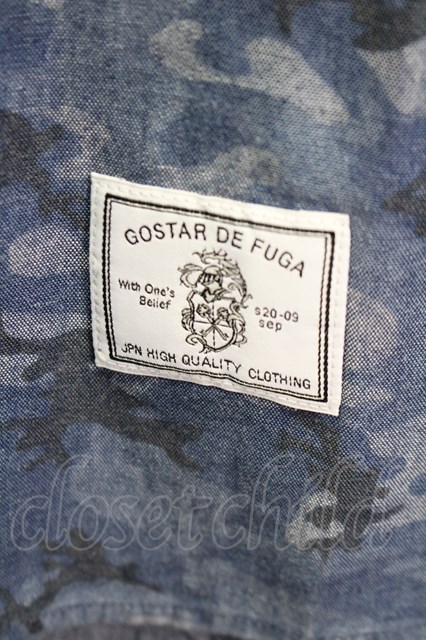 GOSTAR DE FUGA
With One's
Belief
s20-09
sep
JPN HIGH QUALITY CLOTHING
closetchild